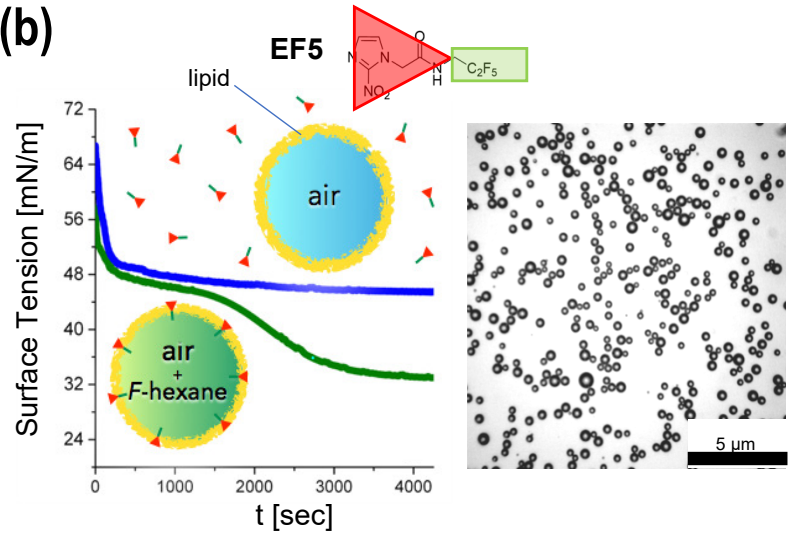 (b)
EF5
N
N
O
N
H
C₂F₅
NO₂
lipid
air
air
+
F-hexane
Surface Tension [mN/m]
72
64
56
48
40
32
24
0 1000 2000 3000 4000
t [sec]
5 μm